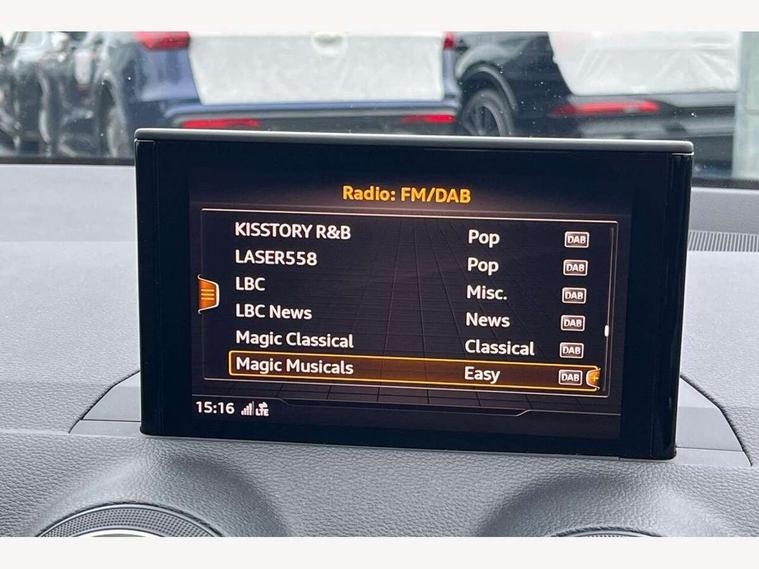 Radio: FM/DAB
KISSTORY R&B Pop DAB
LASER558 Pop DAB
LBC Misc. DAB
LBC News News DAB
Magic Classical Classical DAB
Magic Musicals Easy DAB
15:16 LTE